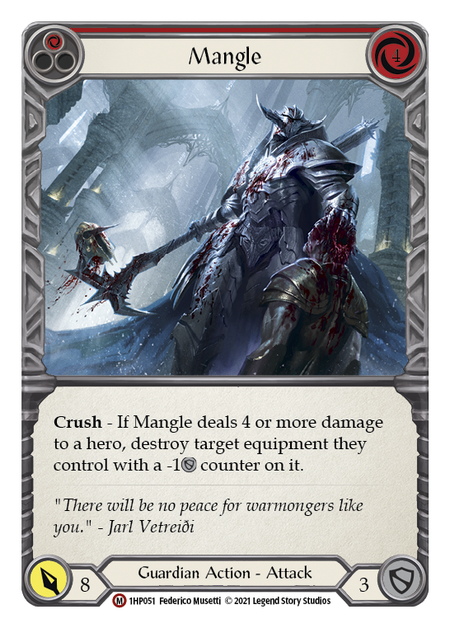 4
Mangle
Crush - If Mangle deals 4 or more damage
to a hero, destroy target equipment they
control with a -1 counter on it.
"There will be no peace for warmongers like
you." - Jarl Vetreiði
8
Guardian Action - Attack
3
M 1HP051 Federico Musetti © 2021 Legend Story Studios